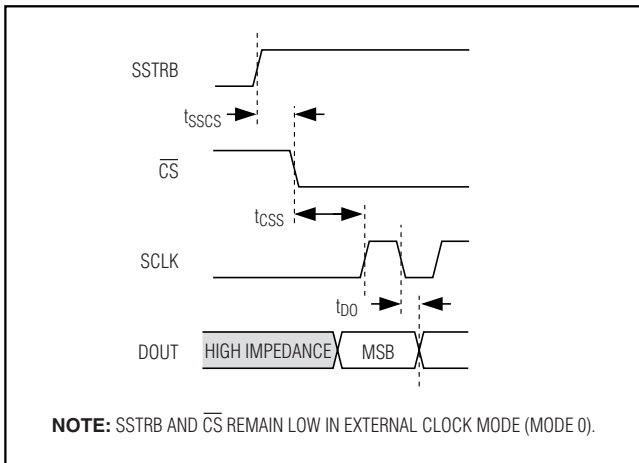 SSTRB
tSSCS
CS
tCSS
SCLK
tDO
DOUT HIGH IMPEDANCE MSB
NOTE: SSTRB AND CS REMAIN LOW IN EXTERNAL CLOCK MODE (MODE 0).